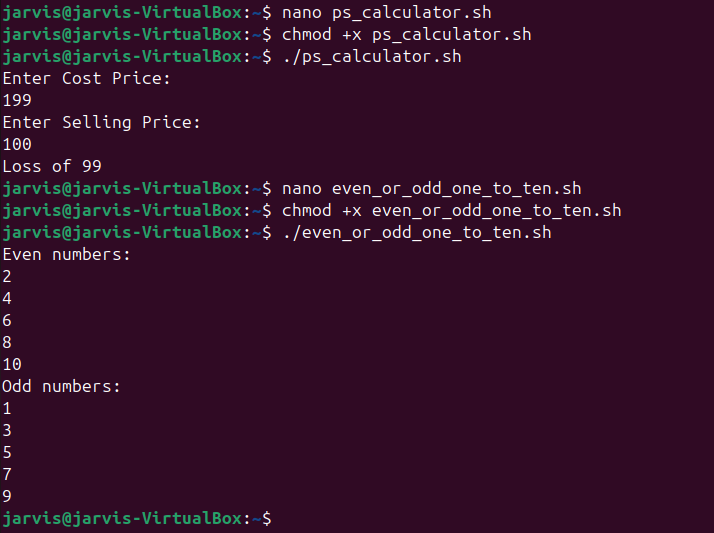 jarvis@jarvis-VirtualBox:~$ nano ps_calculator.sh
jarvis@jarvis-VirtualBox:~$ chmod +x ps_calculator.sh
jarvis@jarvis-VirtualBox:~$ ./ps_calculator.sh
Enter Cost Price:
199
Enter Selling Price:
100
Loss of 99
jarvis@jarvis-VirtualBox:~$ nano even_or_odd_one_to_ten.sh
jarvis@jarvis-VirtualBox:~$ chmod +x even_or_odd_one_to_ten.sh
jarvis@jarvis-VirtualBox:~$ ./even_or_odd_one_to_ten.sh
Even numbers:
2
4
6
8
10
Odd numbers:
1
3
5
7
9
jarvis@jarvis-VirtualBox:~$